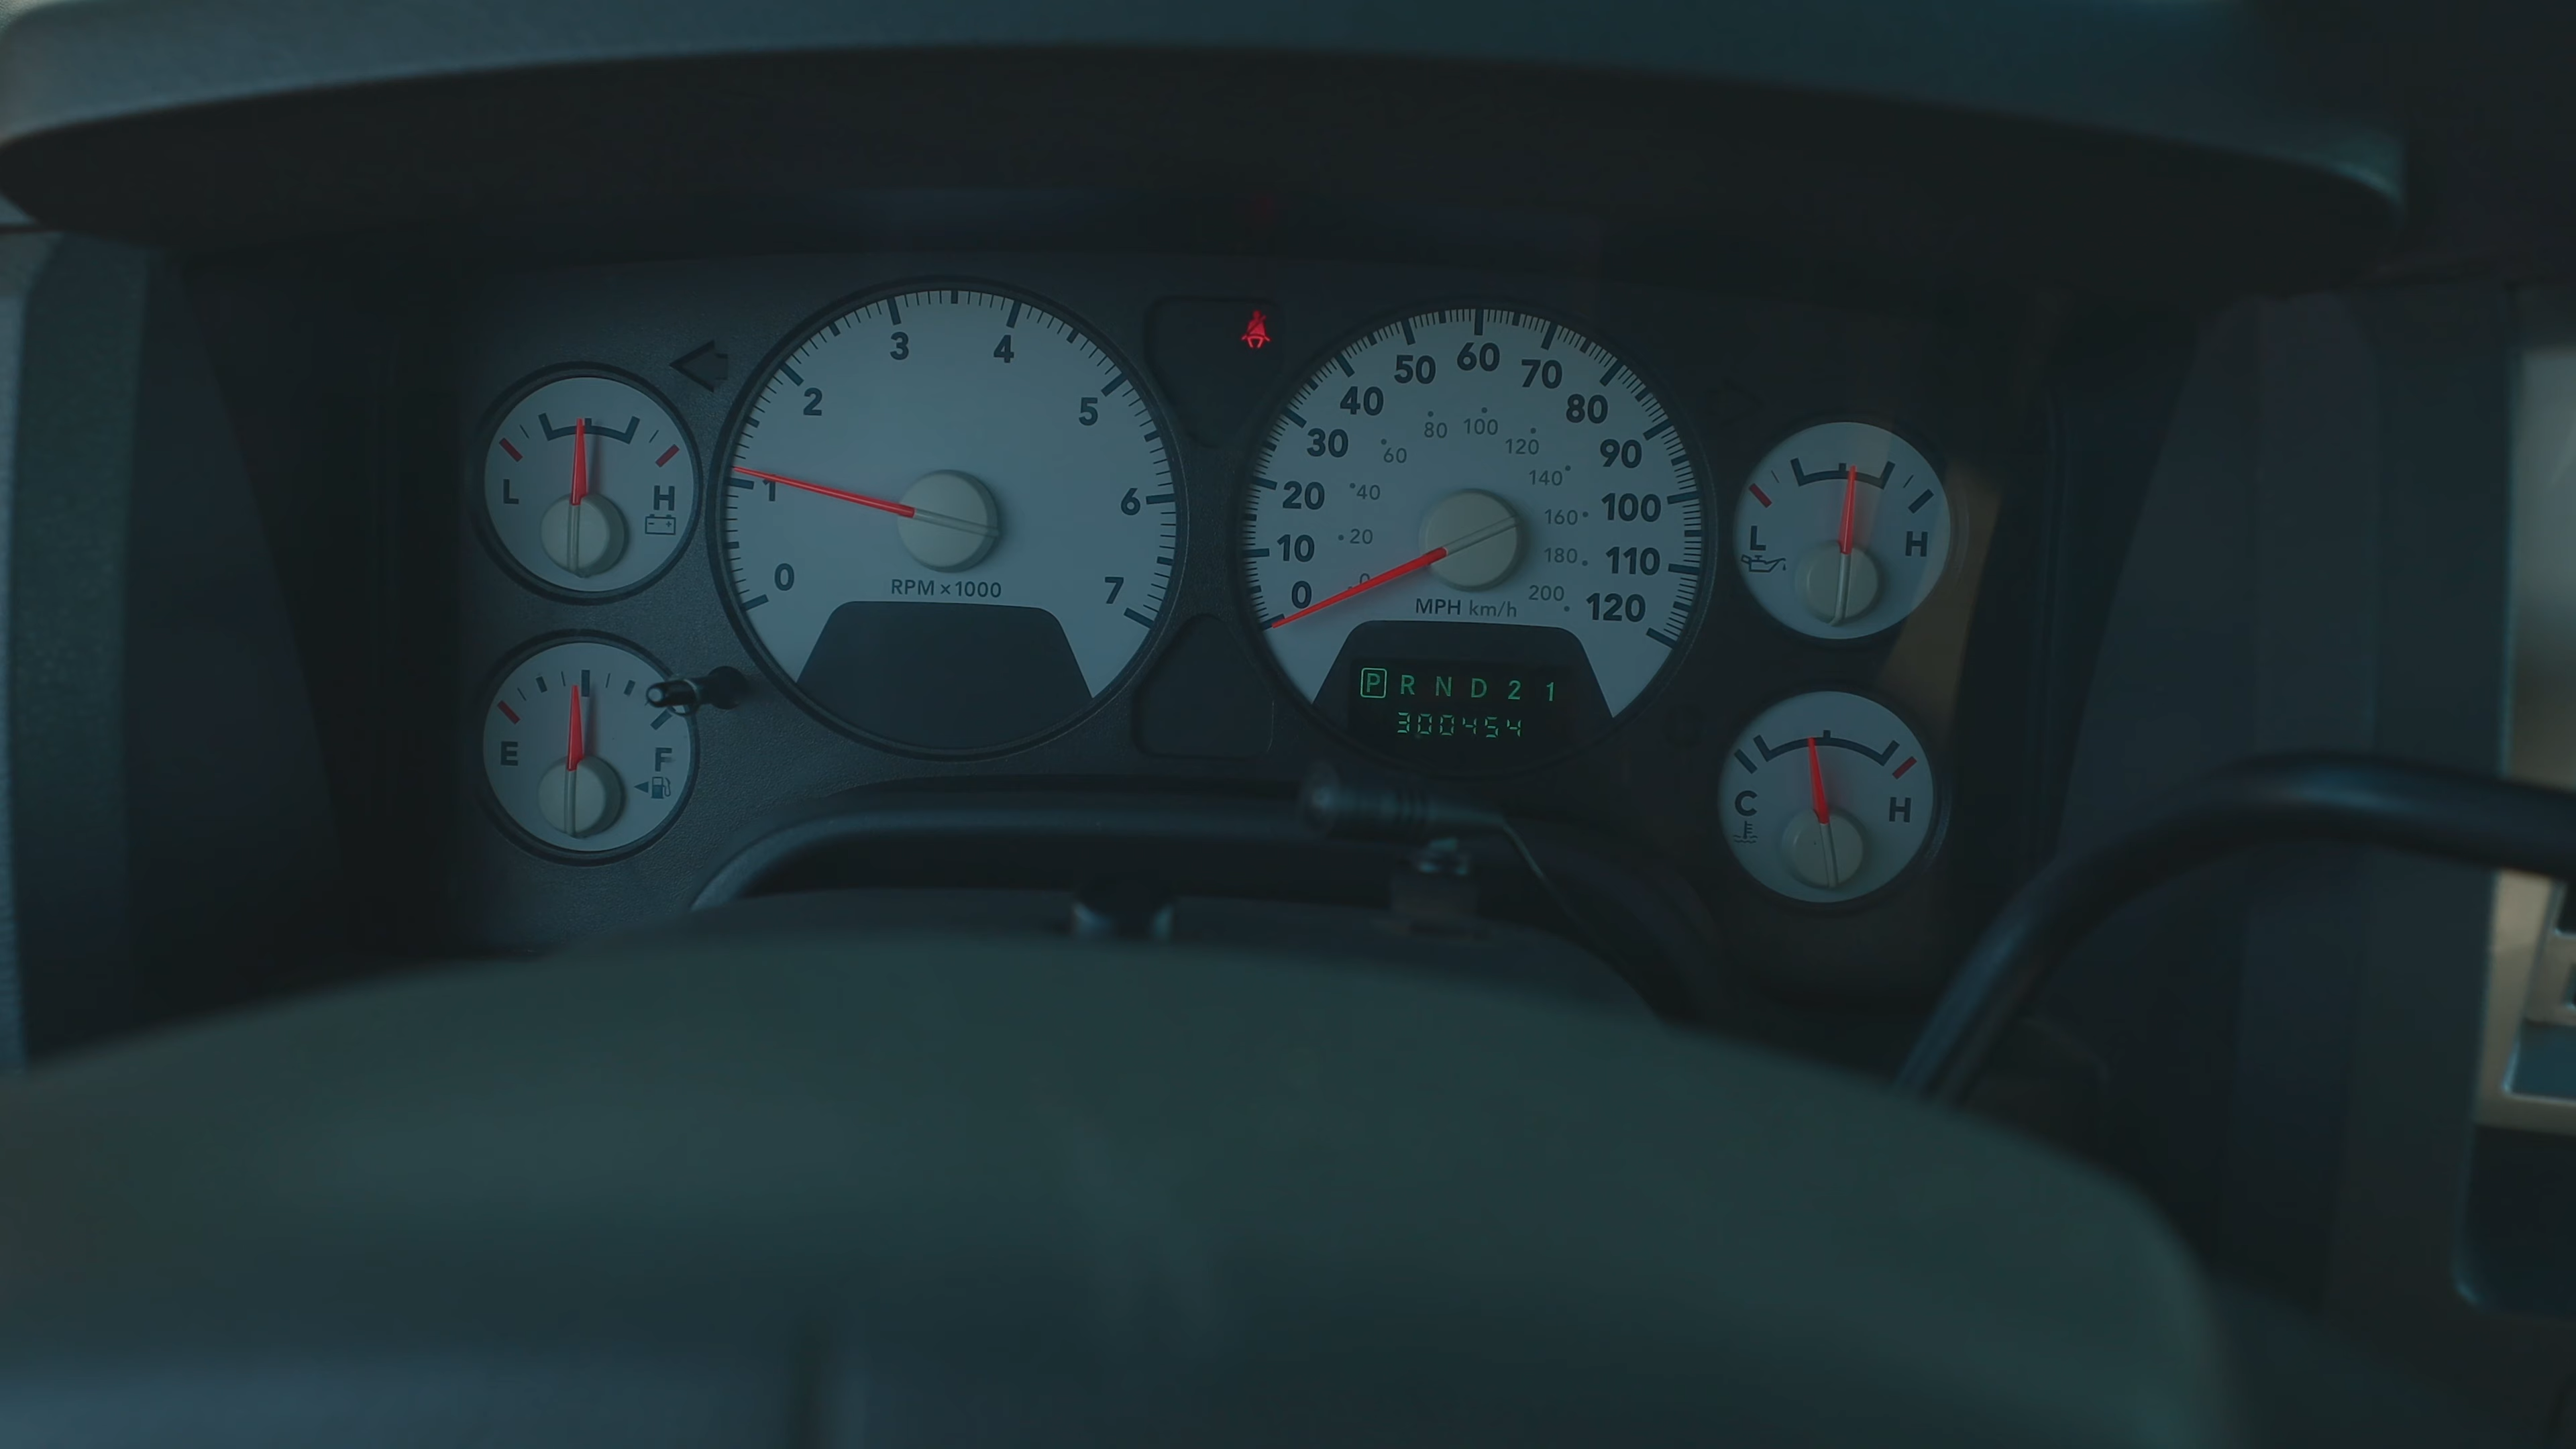 L H
E F
0 1 2 3 4 5 6 7
RPM x 1000
0 10 20 30 40 50 60 70 80 90 100 110 120
0 20 40 60 80 100 120 140 160 180 200
MPH km/h
P R N D 2 1
300454
L H
C H